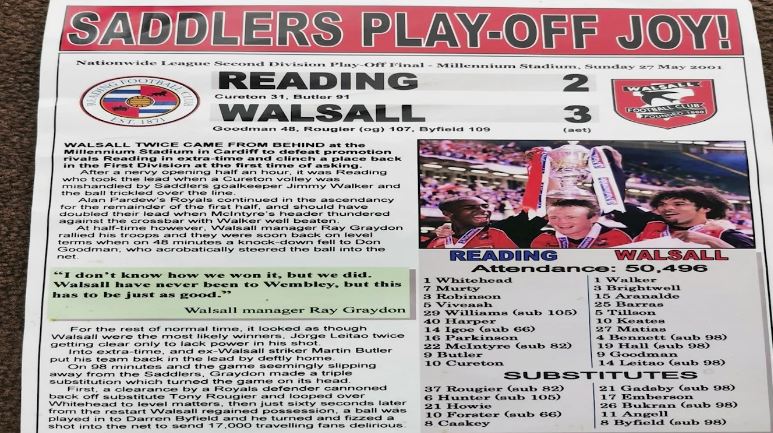 SADDLERS PLAY-OFF JOY!
Nationwide League Second Division Play-Off Final - Millennium Stadium, Sunday 27 May 2001
READING 2
Cureton 31, Butler 91
WALSALL 3
Goodman 48, Rougier (og) 107, Byfield 109 (aet)
READING FOOTBALL CLUB
EST. 1871
WALSALL
FOOTBALL CLUB
FOUNDED 1888
WALSALL TWICE CAME FROM BEHIND at the
Millennium Stadium in Cardiff to defeat promotion
rivals Reading in extra-time and clinch a place back
in the First Division at the first time of asking.
After a nervy opening half an hour, it was Reading
who took the lead when a Cureton volley was
mishandled by Saddlers goalkeeper Jimmy Walker and
the ball trickled over the line.
Alan Pardew's Royals continued in the ascendancy
for the remainder of the first half, and should have
doubled their lead when McIntyre's header thundered
against the crossbar with Walker well beaten.
At half-time however, Walsall manager Ray Graydon
rallied his troops and they were soon back on level
terms when on 48 minutes a knock-down fell to Don
Goodman, who acrobatically steered the ball into the
net.
"I don't know how we won it, but we did.
Walsall have never been to Wembley, but this
has to be just as good."
Walsall manager Ray Graydon
For the rest of normal time, it looked as though
Walsall were the most likely winners, Jorge Leitao twice
getting clear only to lack power in his shot.
Into extra-time, and ex-Walsall striker Martin Butler
put his team back in the lead by deftly home.
On 98 minutes and the game seemingly slipping
away from the Saddlers, Graydon made a triple
substitution which turned the game on its head.
First, a clearance by a Royals defender cannoned
back off substitute Tony Rougier and looped over
Whitehead to level matters, then just sixty seconds later
from the restart Walsall regained possession, a ball was
played in to Darren Byfield and he turned and fizzed a
shot into the net to send 17,000 travelling fans delirious
READING WALSALL
Attendance: 50,496
1 Whitehead
7 Murty
3 Robinson
5 Viveash
29 Williams (sub 105)
40 Harper
14 Igoe (sub 66)
16 Parkinson
22 McIntyre (sub 82)
9 Butler
10 Cureton
1 Walker
3 Brightwell
15 Aranalde
25 Barras
5 Tillson
10 Keates
27 Matias
4 Bennett (sub 98)
19 Hall (sub 98)
9 Goodman
14 Leitao (sub 98)
SUBSTITUTES
37 Rougier (sub 82)
6 Hunter (sub 105)
21 Howie
10 Forster (sub 66)
8 Caskey
21 Gadsby (sub 98)
17 Emberson
26 Bukran (sub 98)
11 Angell
8 Byfield (sub 98)